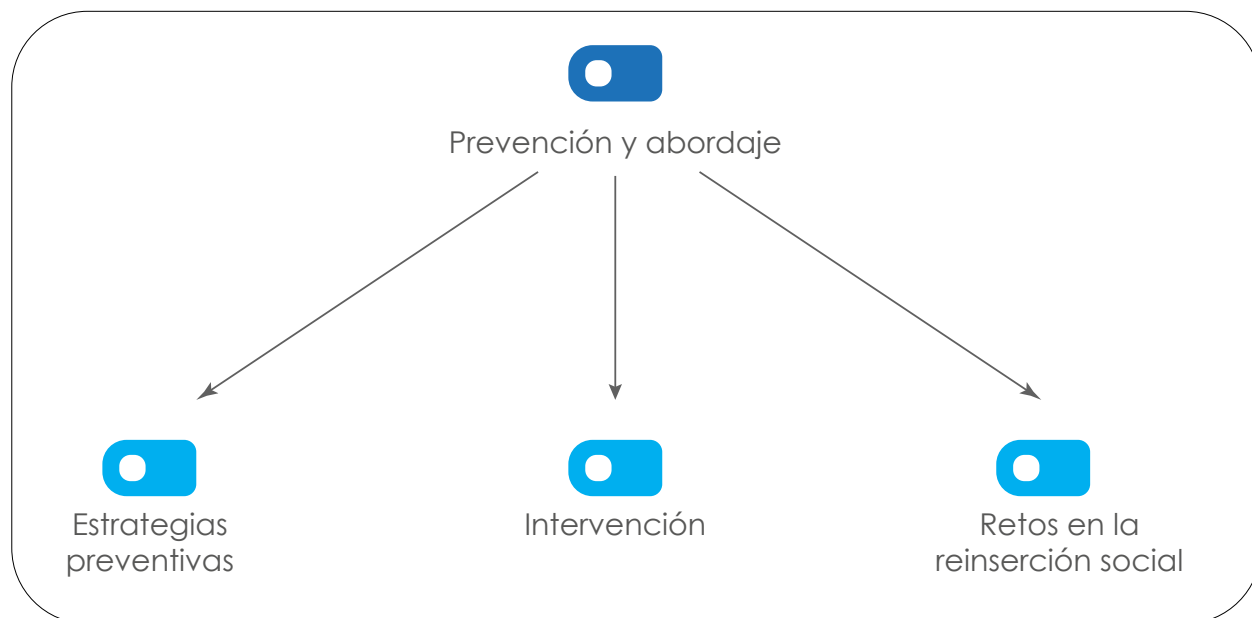 Prevención y abordaje
Estrategias
preventivas
Intervención
Retos en la
reinserción social